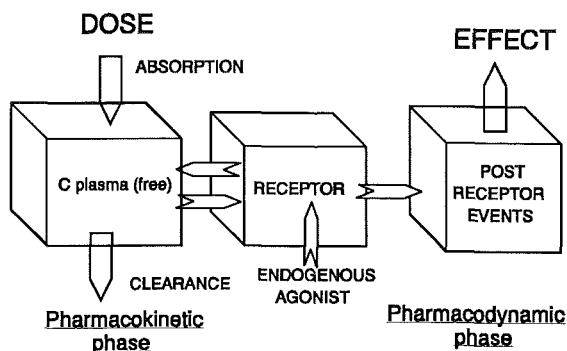 DOSE
ABSORPTION
EFFECT
C plasma (free)
RECEPTOR
POST
RECEPTOR
EVENTS
CLEARANCE
ENDOGENOUS
AGONIST
Pharmacokinetic
phase
Pharmacodynamic
phase